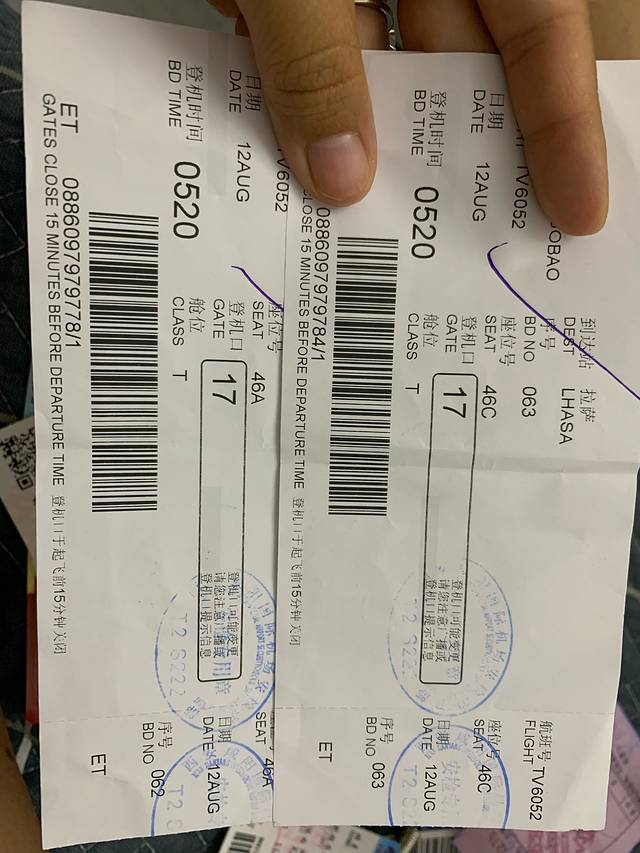 OBAO
到达站 拉萨
DEST LHASA
TV6052
序号
BD NO 063
日期
DATE 12AUG
座位号
SEAT 46C
登机时间
BD TIME 0520
登机口
GATE 17
舱位
CLASS T
登机口可能变更
请您注意广播或
登机口提示信息
0886097979784/1
LOSE 15 MINUTES BEFORE DEPARTURE TIME 登机口于起飞前15分钟关闭
航班号 TV6052
FLIGHT
座位号
SEAT 46C
日期
DATE 12AUG
序号
BD NO 063
ET
T2
TV6052
日期
DATE 12AUG
座位号
SEAT 46A
登机时间
BD TIME 0520
登机口
GATE 17
舱位
CLASS T
登机口可能变更
请您注意广播或
登机口提示信息
ET 0886097979778/1
GATES CLOSE 15 MINUTES BEFORE DEPARTURE TIME 登机口于起飞前15分钟关闭
SEAT 46A
日期
DATE 12AUG
序号
BD NO 062
ET
T2